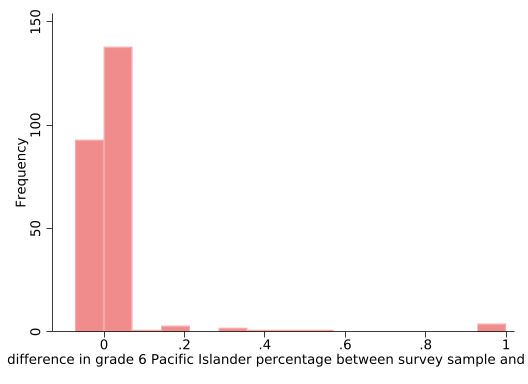 150
100
50
0
Frequency
0 .2 .4 .6 .8 1
difference in grade 6 Pacific Islander percentage between survey sample and